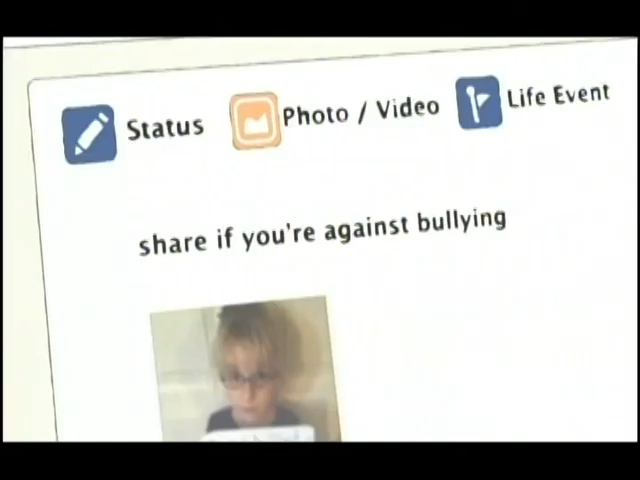 Status
Photo / Video
Life Event
share if you're against bullying